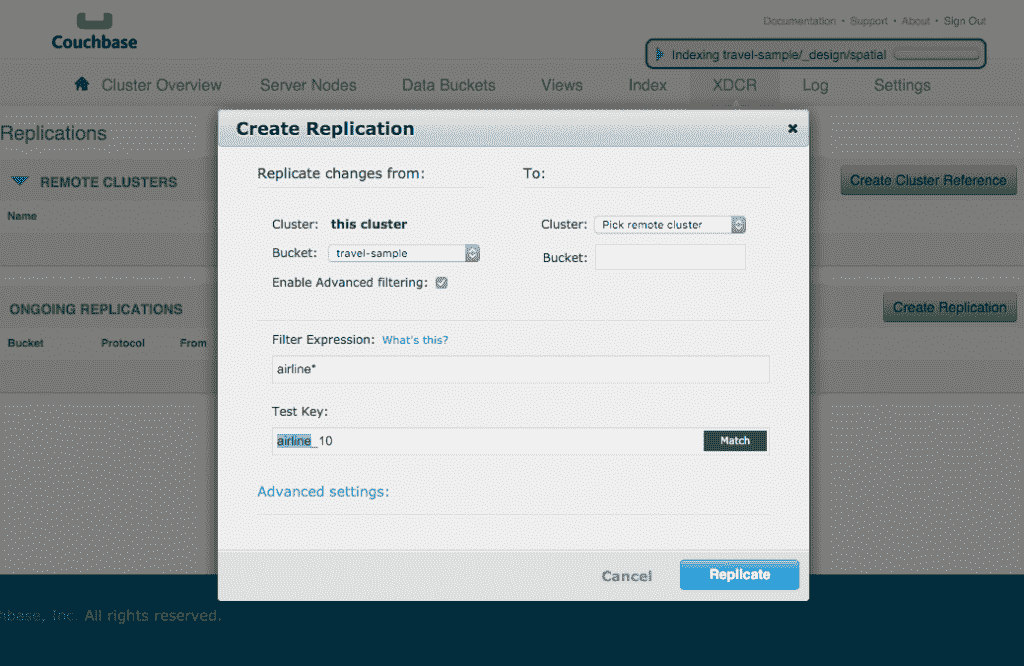 Couchbase
Documentation • Support • About • Sign Out
Indexing travel-sample/_design/spatial
Cluster Overview Server Nodes Data Buckets Views Index XDCR Log Settings
Replications
REMOTE CLUSTERS
Create Cluster Reference
Name
ONGOING REPLICATIONS
Create Replication
Bucket Protocol From
Create Replication
Replicate changes from: To:
Cluster: this cluster Cluster: Pick remote cluster
Bucket: travel-sample Bucket:
Enable Advanced filtering:
Filter Expression: What's this?
airline*
Test Key:
airline_10 Match
Advanced settings:
Cancel Replicate
hbase, Inc. All rights reserved.